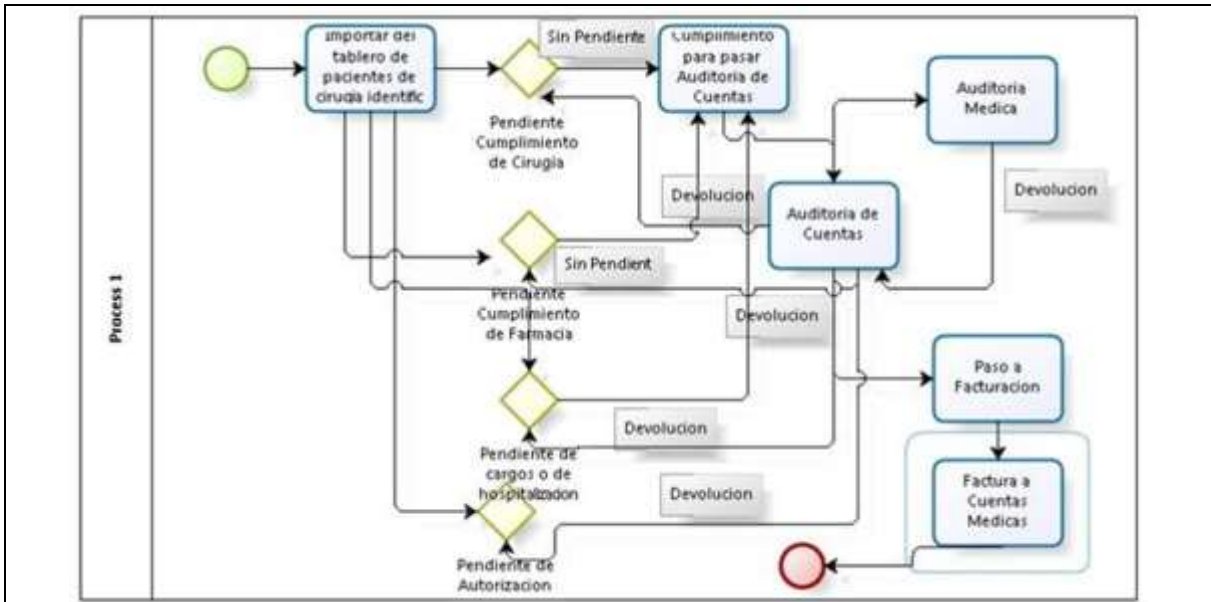 Process 1
Importar del
tablero de
pacientes de
cirugia identific
Sin Pendiente
Cumplimiento
para pasar
Auditoria de
Cuentas
Auditoria
Medica
Pendiente
Cumplimiento
de Cirugia
Devolucion
Devolucion
Auditoria de
Cuentas
Sin Pendient
Pendiente
Cumplimiento
de Farmacia
Devolucion
Paso a
Facturacion
Devolucion
Pendiente de
cargos o de
hospitalizacion
Devolucion
Factura a
Cuentas
Medicas
Pendiente de
Autorizacion